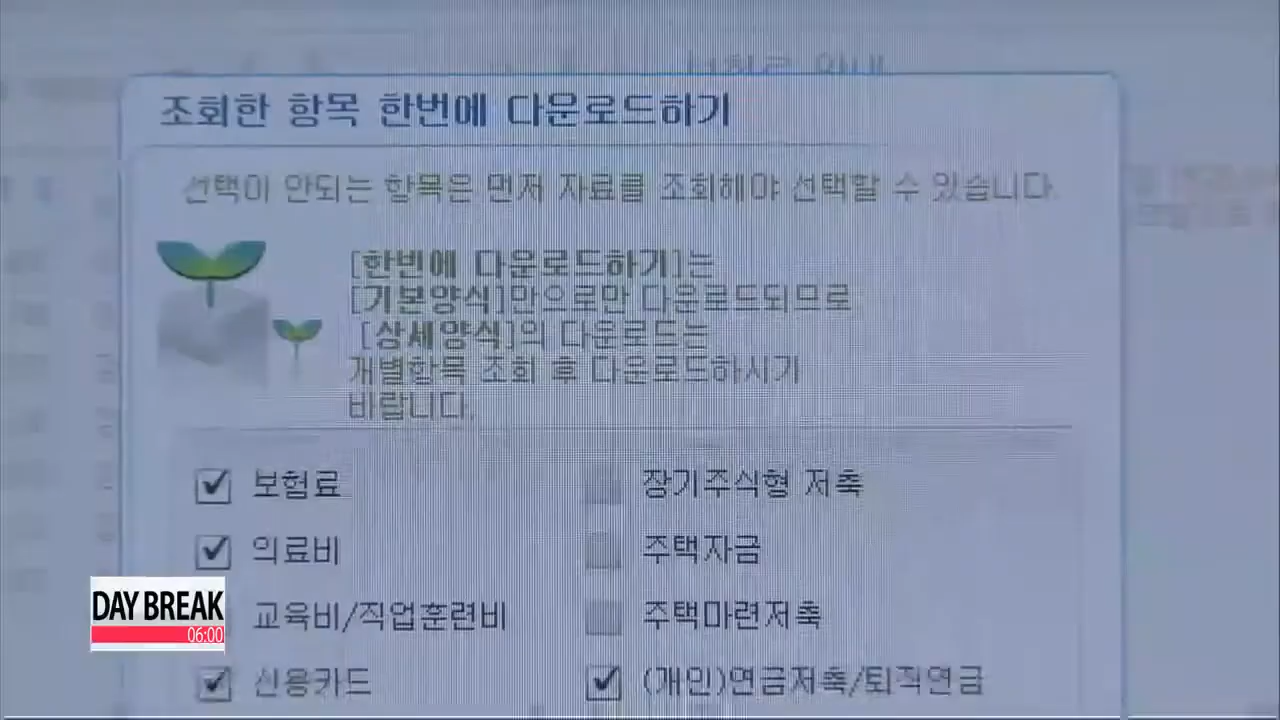 조회한 항목 한번에 다운로드하기
선택이 안되는 항목은 먼저 자료를 조회해야 선택할 수 있습니다.
[한번에 다운로드하기]는
[기본양식]만으로만 다운로드되므로
[상세양식]의 다운로드는
개별항목 조회 후 다운로드하시기
바랍니다.
보험료 장기주식형 저축
의료비 주택자금
교육비/직업훈련비 주택마련저축
신용카드 (개인)연금저축/퇴직연금
DAY BREAK
06:00